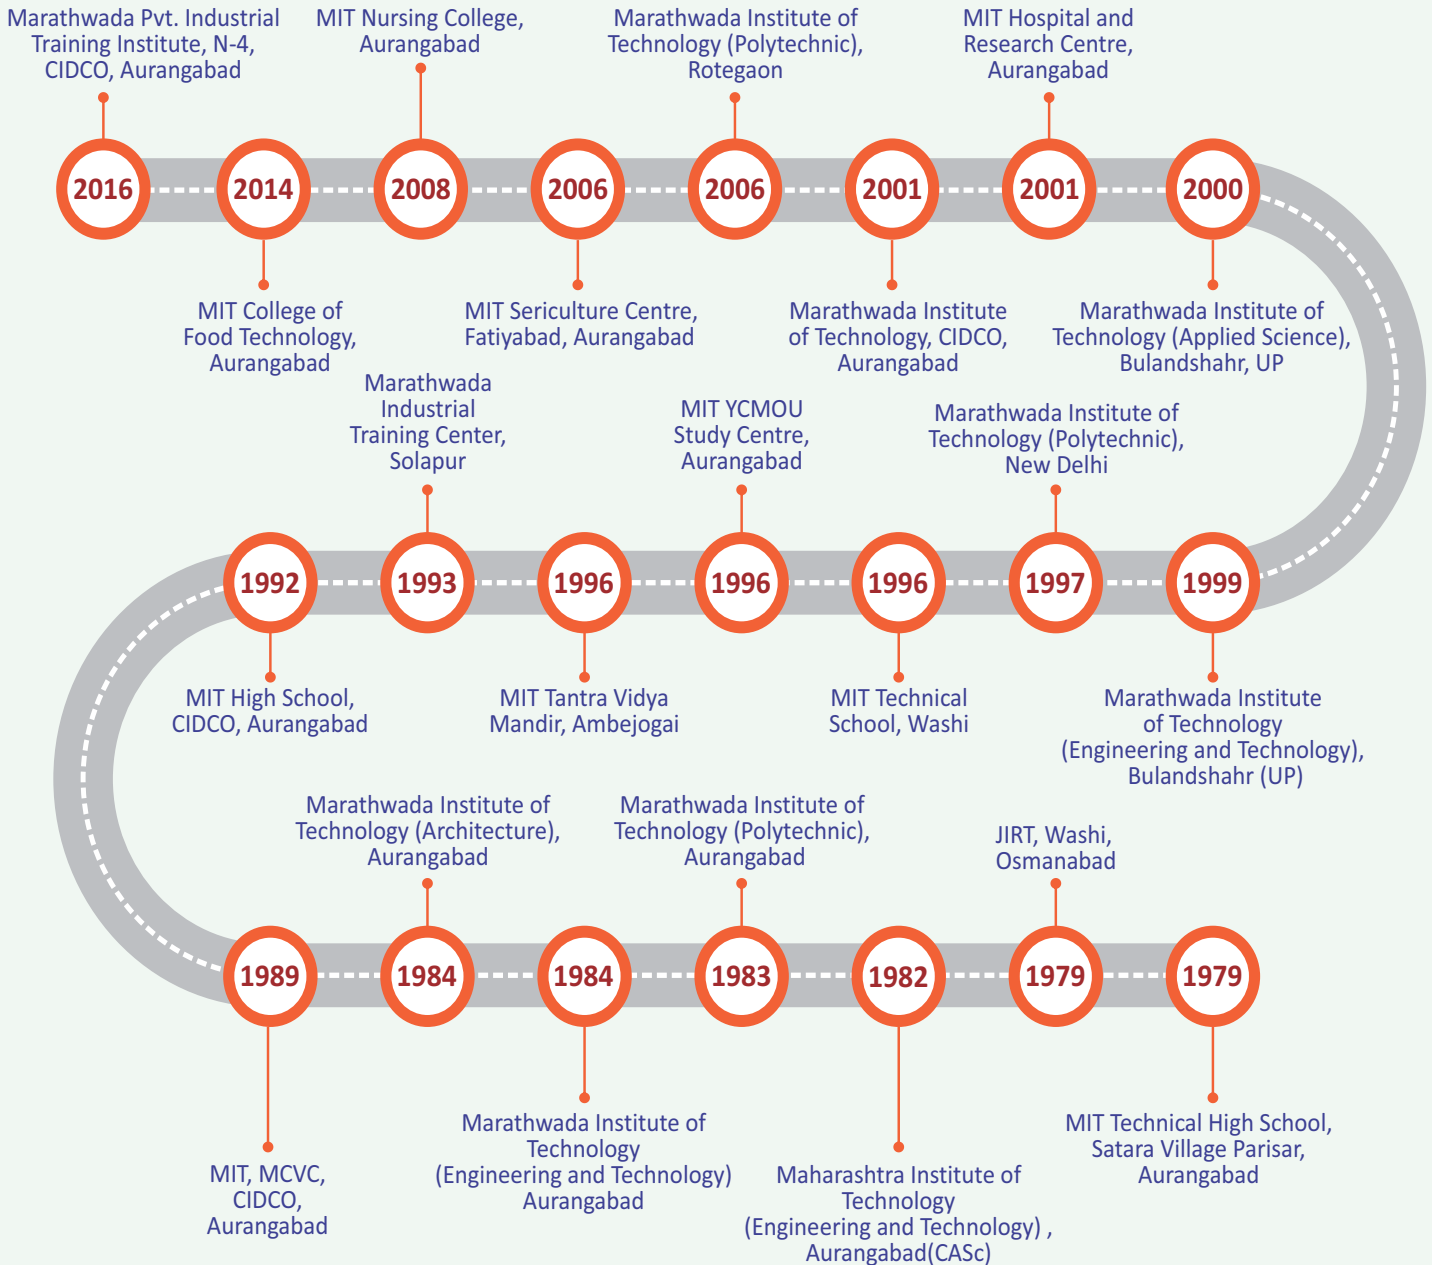 Marathwada Pvt. Industrial
Training Institute, N-4,
CIDCO, Aurangabad
MIT Nursing College,
Aurangabad
Marathwada Institute of
Technology (Polytechnic),
Rotegaon
MIT Hospital and
Research Centre,
Aurangabad
2016
2014
2008
2006
2006
2001
2001
2000
MIT College of
Food Technology,
Aurangabad
MIT Sericulture Centre,
Fatiyabad, Aurangabad
Marathwada Institute
of Technology, CIDCO,
Aurangabad
Marathwada Institute of
Technology (Applied Science),
Bulandshahr, UP
Marathwada
Industrial
Training Center,
Solapur
MIT YCMOU
Study Centre,
Aurangabad
Marathwada Institute of
Technology (Polytechnic),
New Delhi
1992
1993
1996
1996
1996
1997
1999
MIT High School,
CIDCO, Aurangabad
MIT Tantra Vidya
Mandir, Ambejogai
MIT Technical
School, Washi
Marathwada Institute
of Technology
(Engineering and Technology),
Bulandshahr (UP)
Marathwada Institute of
Technology (Architecture),
Aurangabad
Marathwada Institute of
Technology (Polytechnic),
Aurangabad
JIRT, Washi,
Osmanabad
1989
1984
1984
1983
1982
1979
1979
MIT, MCVC,
CIDCO,
Aurangabad
Marathwada Institute of
Technology
(Engineering and Technology)
Aurangabad
Maharashtra Institute of
Technology
(Engineering and Technology) ,
Aurangabad(CASc)
MIT Technical High School,
Satara Village Parisar,
Aurangabad